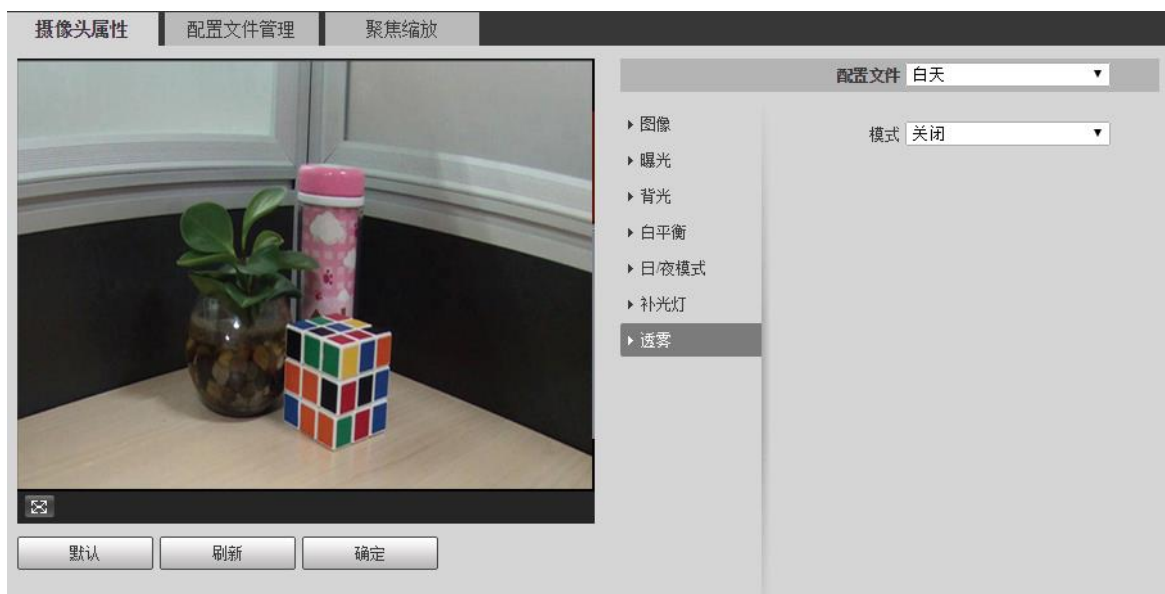 摄像头属性 配置文件管理 聚焦缩放
配置文件 白天
图像
曝光
背光
白平衡
日/夜模式
补光灯
透雾
模式 关闭
默认 刷新 确定